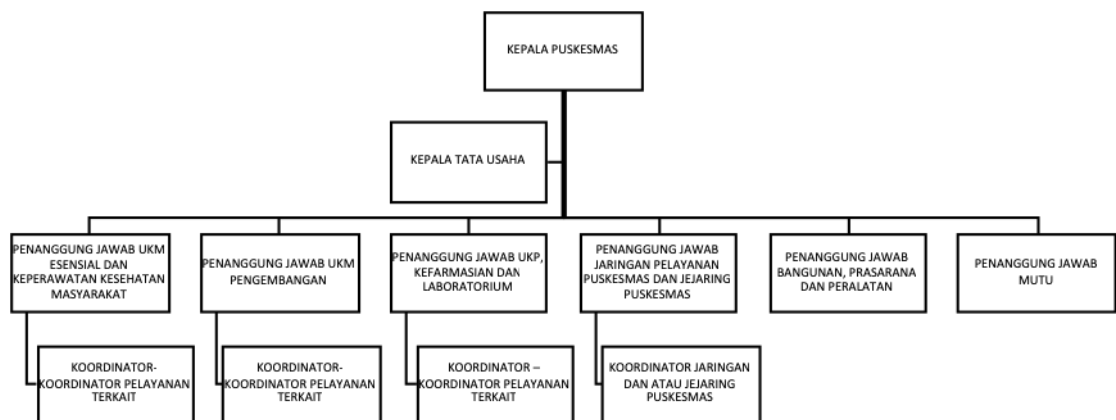 KEPALA PUSKESMAS
KEPALA TATA USAHA
PENANGGUNG JAWAB UKM
ESENSIAL DAN
KEPERAWATAN KESEHATAN
MASYARAKAT
PENANGGUNG JAWAB UKM
PENGEMBANGAN
PENANGGUNG JAWAB UKP,
KEFARMASIAN DAN
LABORATORIUM
PENANGGUNG JAWAB
JARINGAN PELAYANAN
PUSKESMAS DAN JEJARING
PUSKESMAS
PENANGGUNG JAWAB
BANGUNAN, PRASARANA
DAN PERALATAN
PENANGGUNG JAWAB
MUTU
KOORDINATOR-
KOORDINATOR PELAYANAN
TERKAIT
KOORDINATOR-
KOORDINATOR PELAYANAN
TERKAIT
KOORDINATOR –
KOORDINATOR PELAYANAN
TERKAIT
KOORDINATOR JARINGAN
DAN ATAU JEJARING
PUSKESMAS